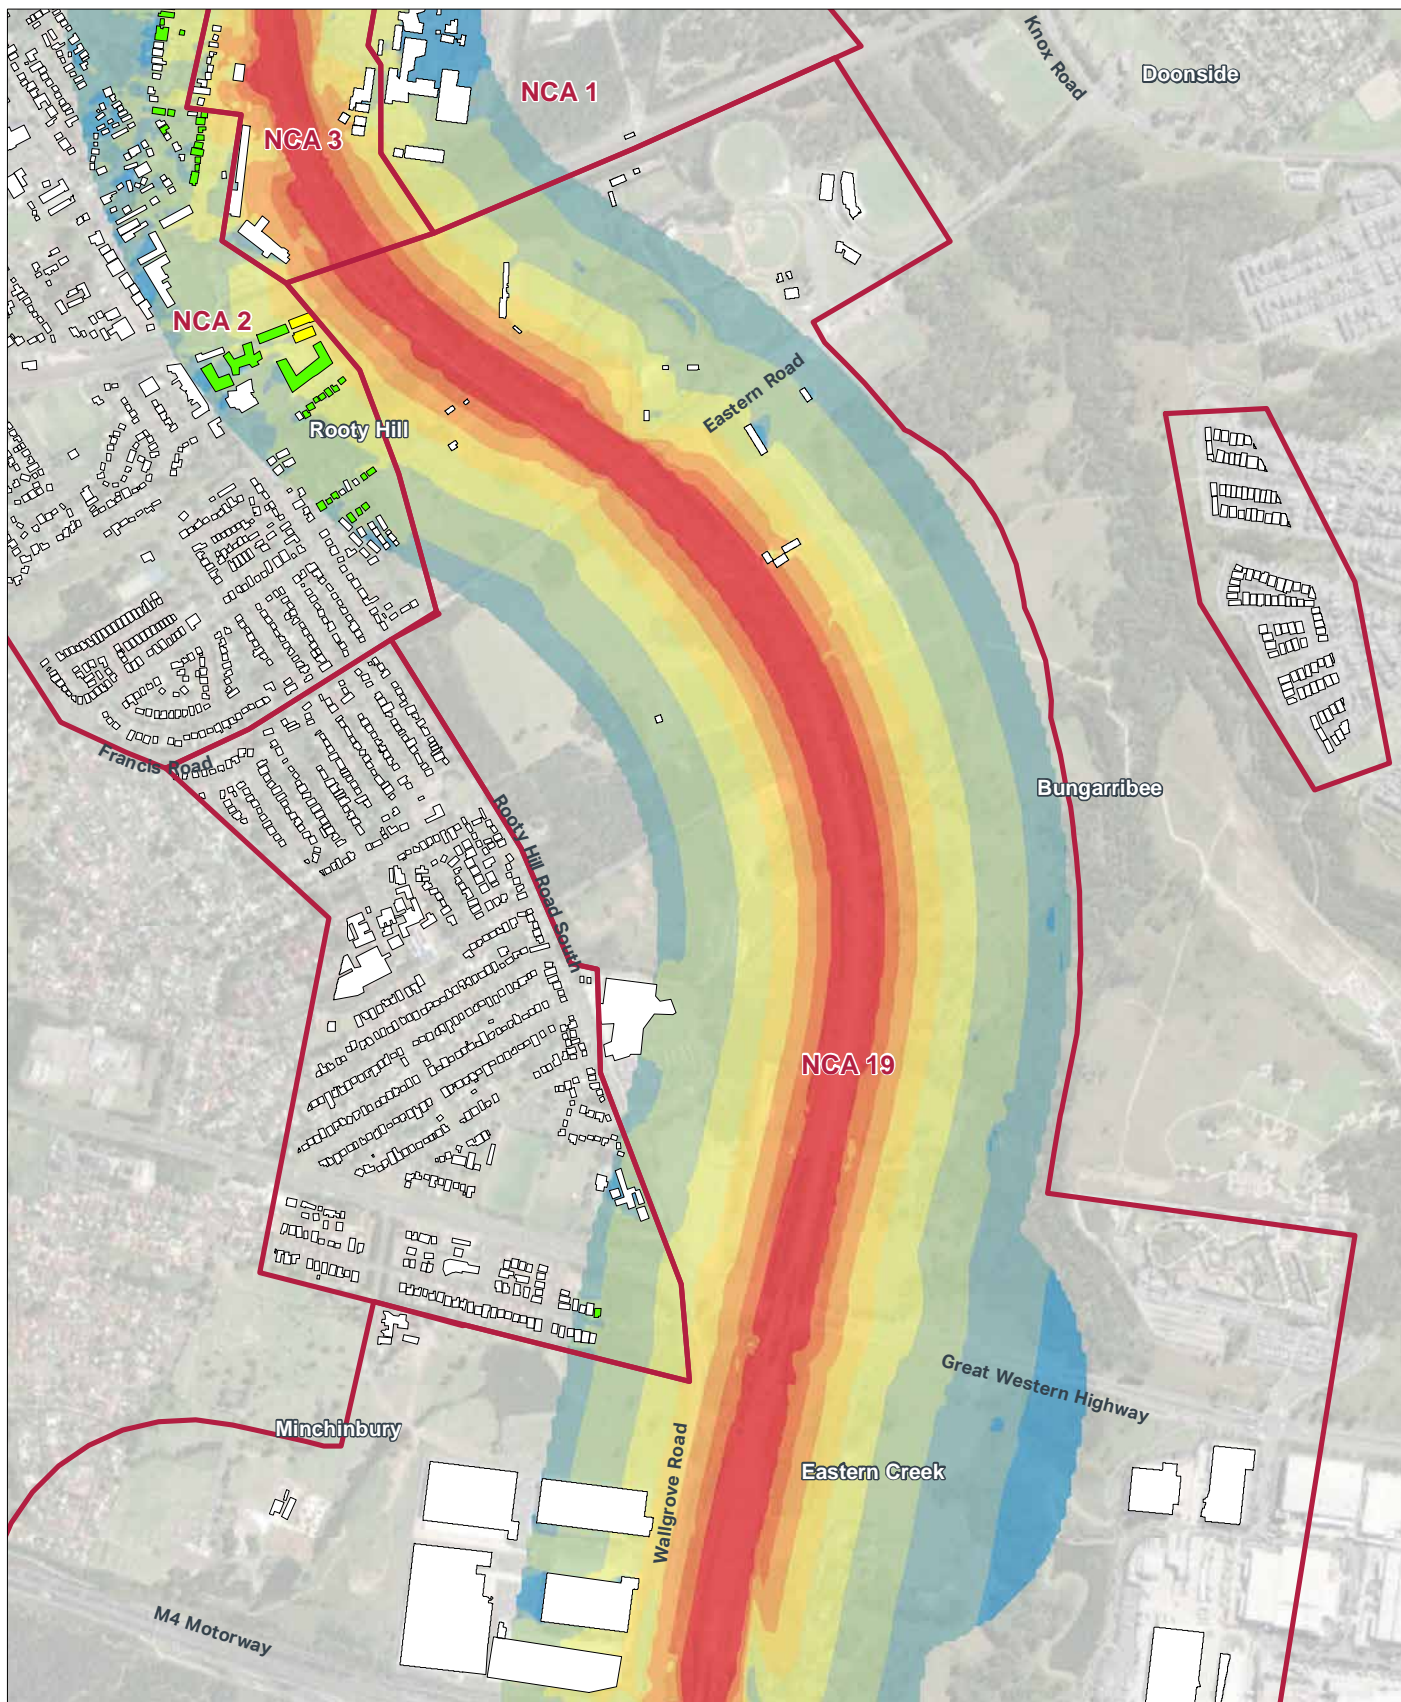 Knox Road
Doonside
NCA 1
NCA 3
NCA 2
Eastern Road
Rooty Hill
Francis Road
Bungarribee
Rooty Hill Road South
NCA 19
Great Western Highway
Minchinbury
Wallgrove Road
Eastern Creek
M4 Motorway